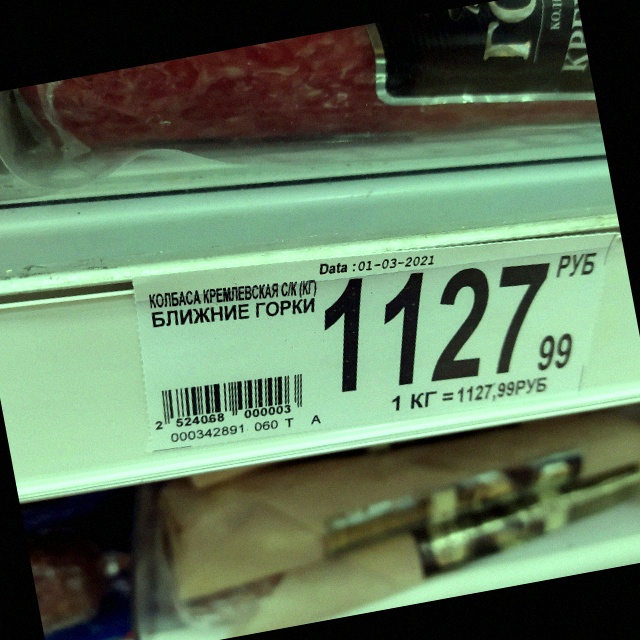 Data : 01-03-2021
КОЛБАСА КРЕМЛЕВСКАЯ С/К (КГ)
БЛИЖНИЕ ГОРКИ
1127 99 РУБ
1 КГ =1127,99РУБ
2 524068 000003
000342891 060 Т А